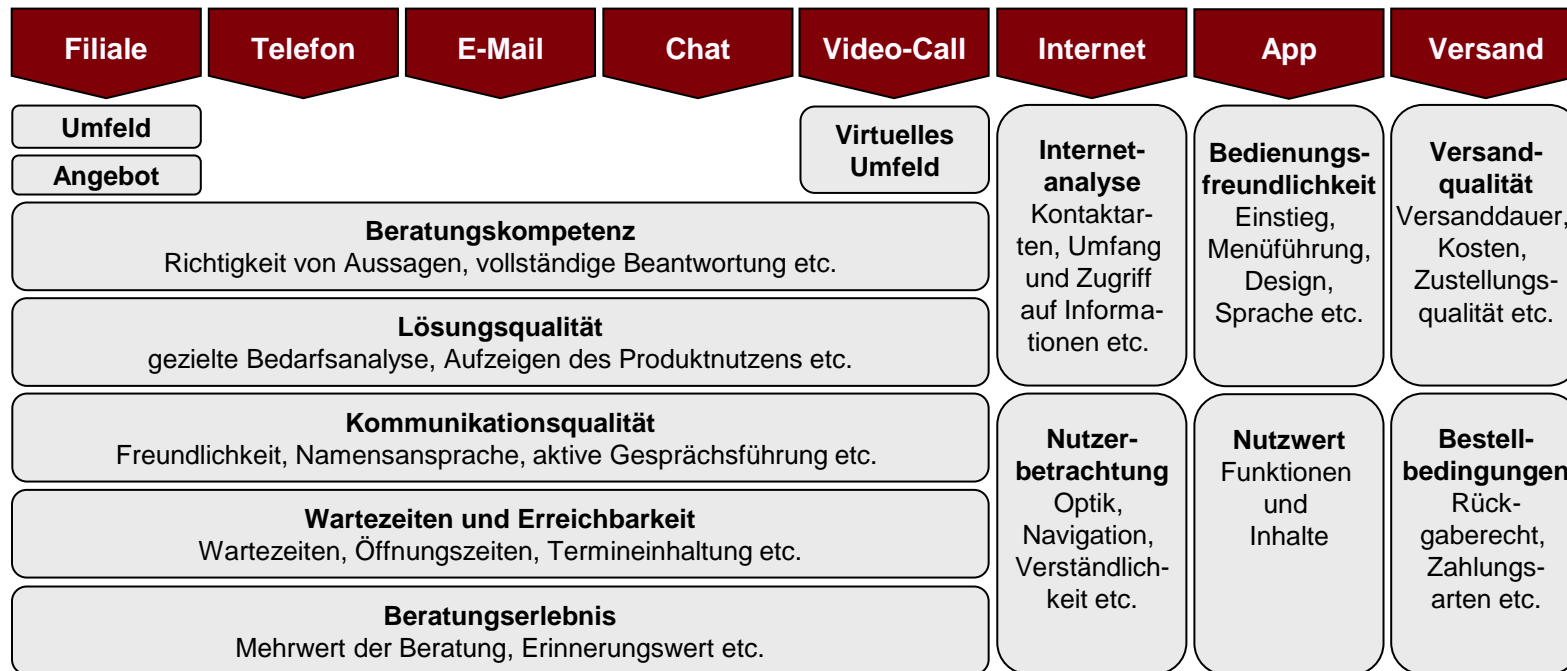 Filiale
Telefon
E-Mail
Chat
Video-Call
Internet
App
Versand
Umfeld
Angebot
Virtuelles
Umfeld
Beratungskompetenz
Richtigkeit von Aussagen, vollständige Beantwortung etc.
Lösungsqualität
gezielte Bedarfsanalyse, Aufzeigen des Produktnutzens etc.
Kommunikationsqualität
Freundlichkeit, Namensansprache, aktive Gesprächsführung etc.
Wartezeiten und Erreichbarkeit
Wartezeiten, Öffnungszeiten, Termineinhaltung etc.
Beratungserlebnis
Mehrwert der Beratung, Erinnerungswert etc.
Internet-
analyse
Kontaktar-
ten, Umfang
und Zugriff
auf Informa-
tionen etc.
Nutzer-
betrachtung
Optik,
Navigation,
Verständlich-
keit etc.
Bedienungs-
freundlichkeit
Einstieg,
Menüführung,
Design,
Sprache etc.
Nutzwert
Funktionen
und
Inhalte
Versand-
qualität
Versanddauer,
Kosten,
Zustellungs-
qualität etc.
Bestell-
bedingungen
Rück-
gaberecht,
Zahlungs-
arten etc.